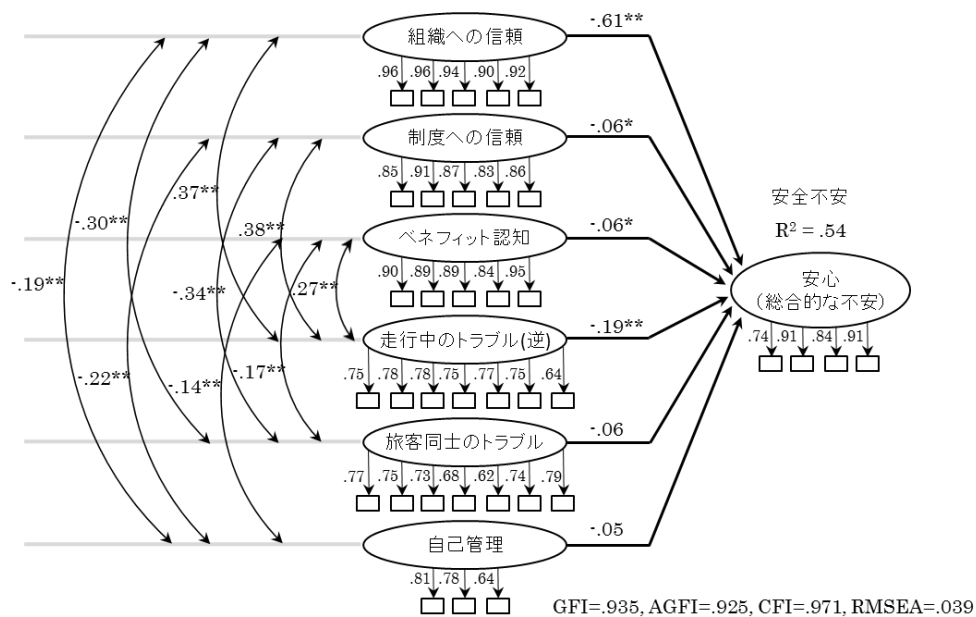 組織への信頼
-.61**
.96 .96 .94 .90 .92
制度への信頼
-.06*
.85 .91 .87 .83 .86
.37**
-.30**
.38**
ベネフィット認知
-.06*
安全不安
R² = .54
.90 .89 .89 .84 .95
-.19**
-.34**
.27**
安心
(総合的な不安)
走行中のトラブル(逆)
-.19**
.74 .91 .84 .91
.75 .78 .78 .75 .77 .75 .64
-.22**
-.14**
-.17**
旅客同士のトラブル
-.06
.77 .75 .73 .68 .62 .74 .79
自己管理
-.05
.81 .78 .64
GFI=.935, AGFI=.925, CFI=.971, RMSEA=.039